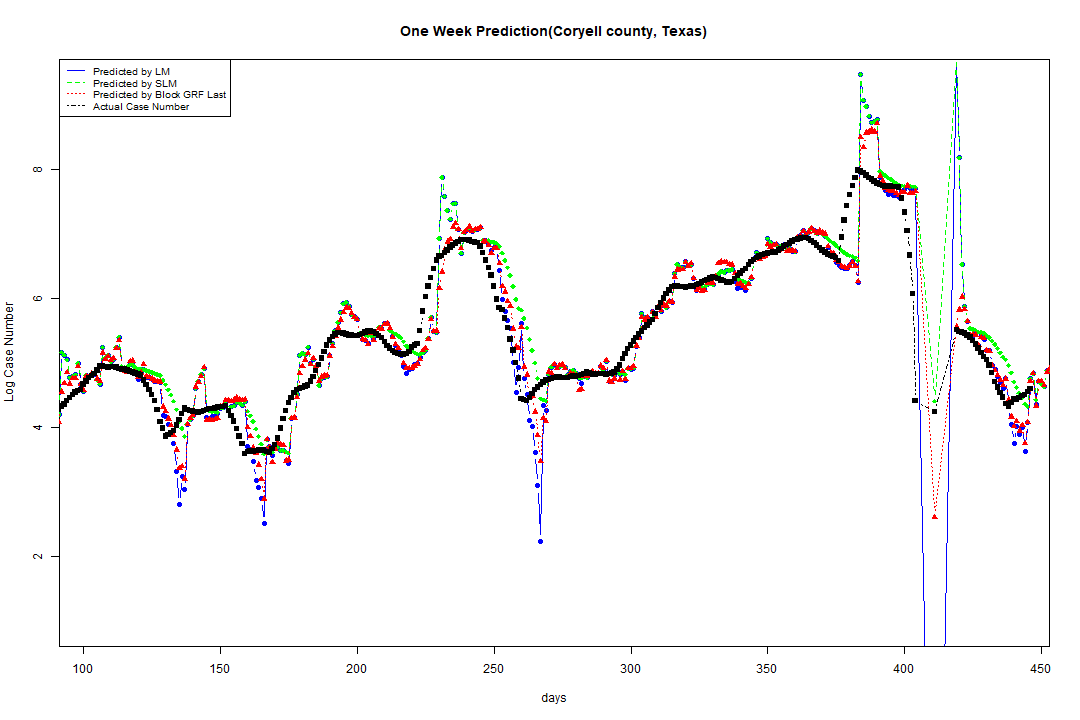 One Week Prediction(Coryell county, Texas)
Predicted by LM
Predicted by SLM
Predicted by Block GRF Last
Actual Case Number
8
6
4
2
Log Case Number
100 150 200 250 300 350 400 450
days